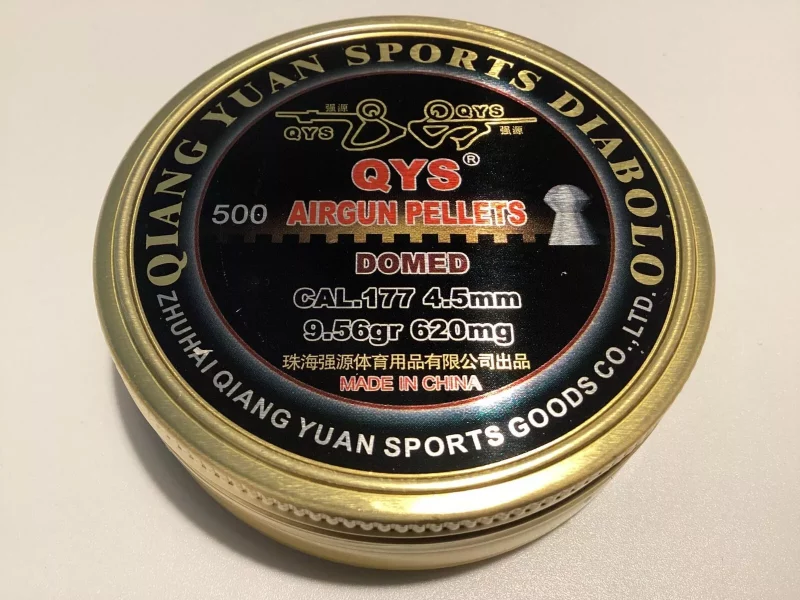 QIANG YUAN SPORTS DIABOLO
强源 QYS
QYS 强源
QYS®
500 AIRGUN PELLETS
DOMED
CAL.177 4.5mm
9.56gr 620mg
珠海强源体育用品有限公司出品
MADE IN CHINA
ZHUHAI QIANG YUAN SPORTS GOODS CO.,LTD.